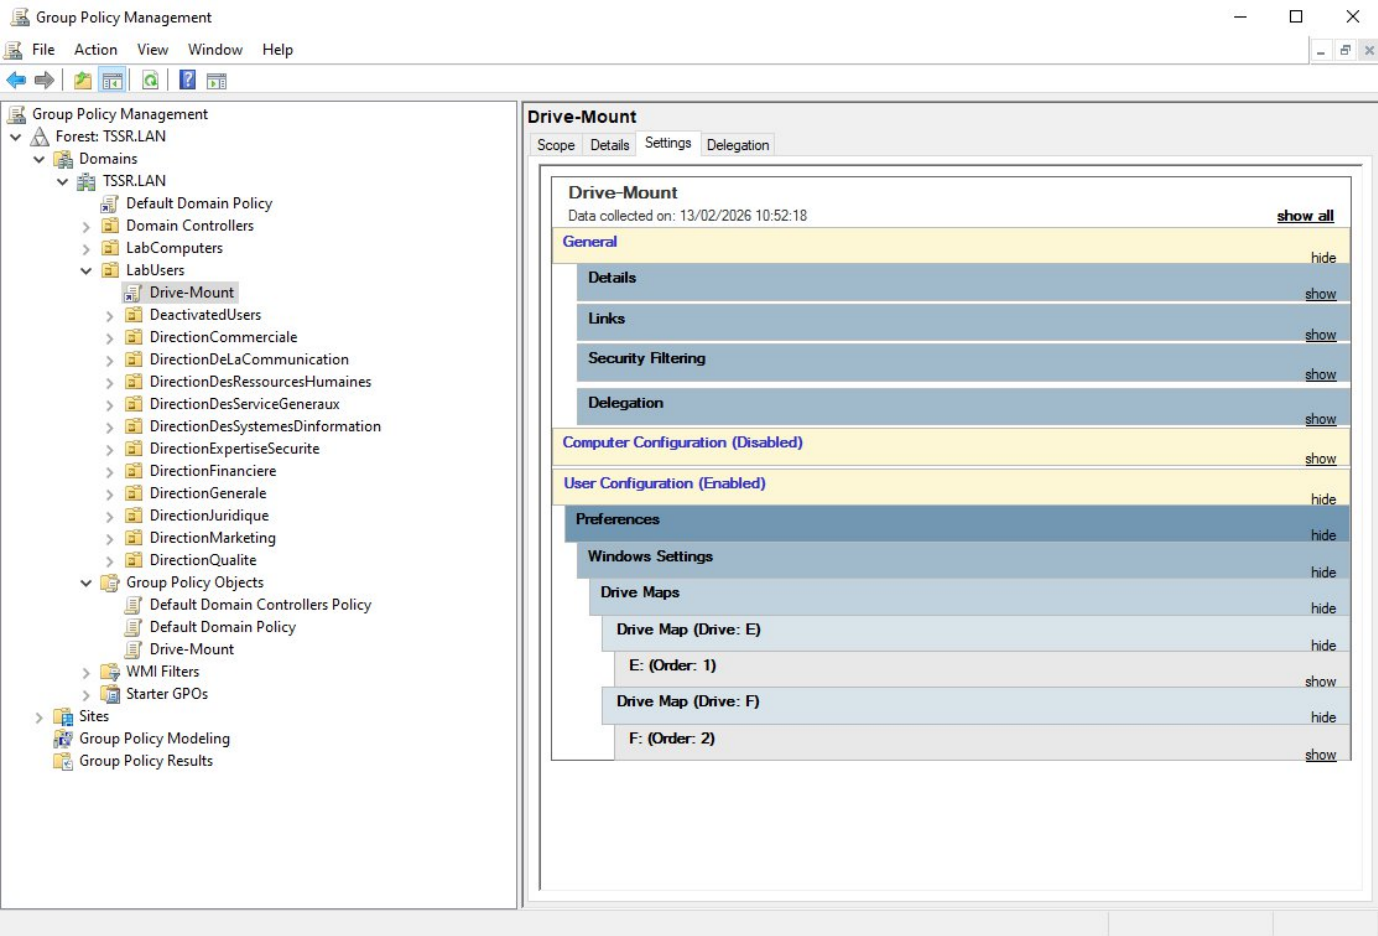 Group Policy Management
File Action View Window Help
Group Policy Management
Forest: TSSR.LAN
Domains
TSSR.LAN
Default Domain Policy
Domain Controllers
LabComputers
LabUsers
Drive-Mount
DeactivatedUsers
DirectionCommerciale
DirectionDeLaCommunication
DirectionDesRessourcesHumaines
DirectionDesServiceGeneraux
DirectionDesSystemesDinformation
DirectionExpertiseSecurite
DirectionFinanciere
DirectionGenerale
DirectionJuridique
DirectionMarketing
DirectionQualite
Group Policy Objects
Default Domain Controllers Policy
Default Domain Policy
Drive-Mount
WMI Filters
Starter GPOs
Sites
Group Policy Modeling
Group Policy Results
Drive-Mount
Scope Details Settings Delegation
Drive-Mount
Data collected on: 13/02/2026 10:52:18 show all
General
hide
Details
show
Links
show
Security Filtering
show
Delegation
show
Computer Configuration (Disabled)
show
User Configuration (Enabled)
hide
Preferences
hide
Windows Settings
hide
Drive Maps
hide
Drive Map (Drive: E)
hide
E: (Order: 1)
show
Drive Map (Drive: F)
hide
F: (Order: 2)
show